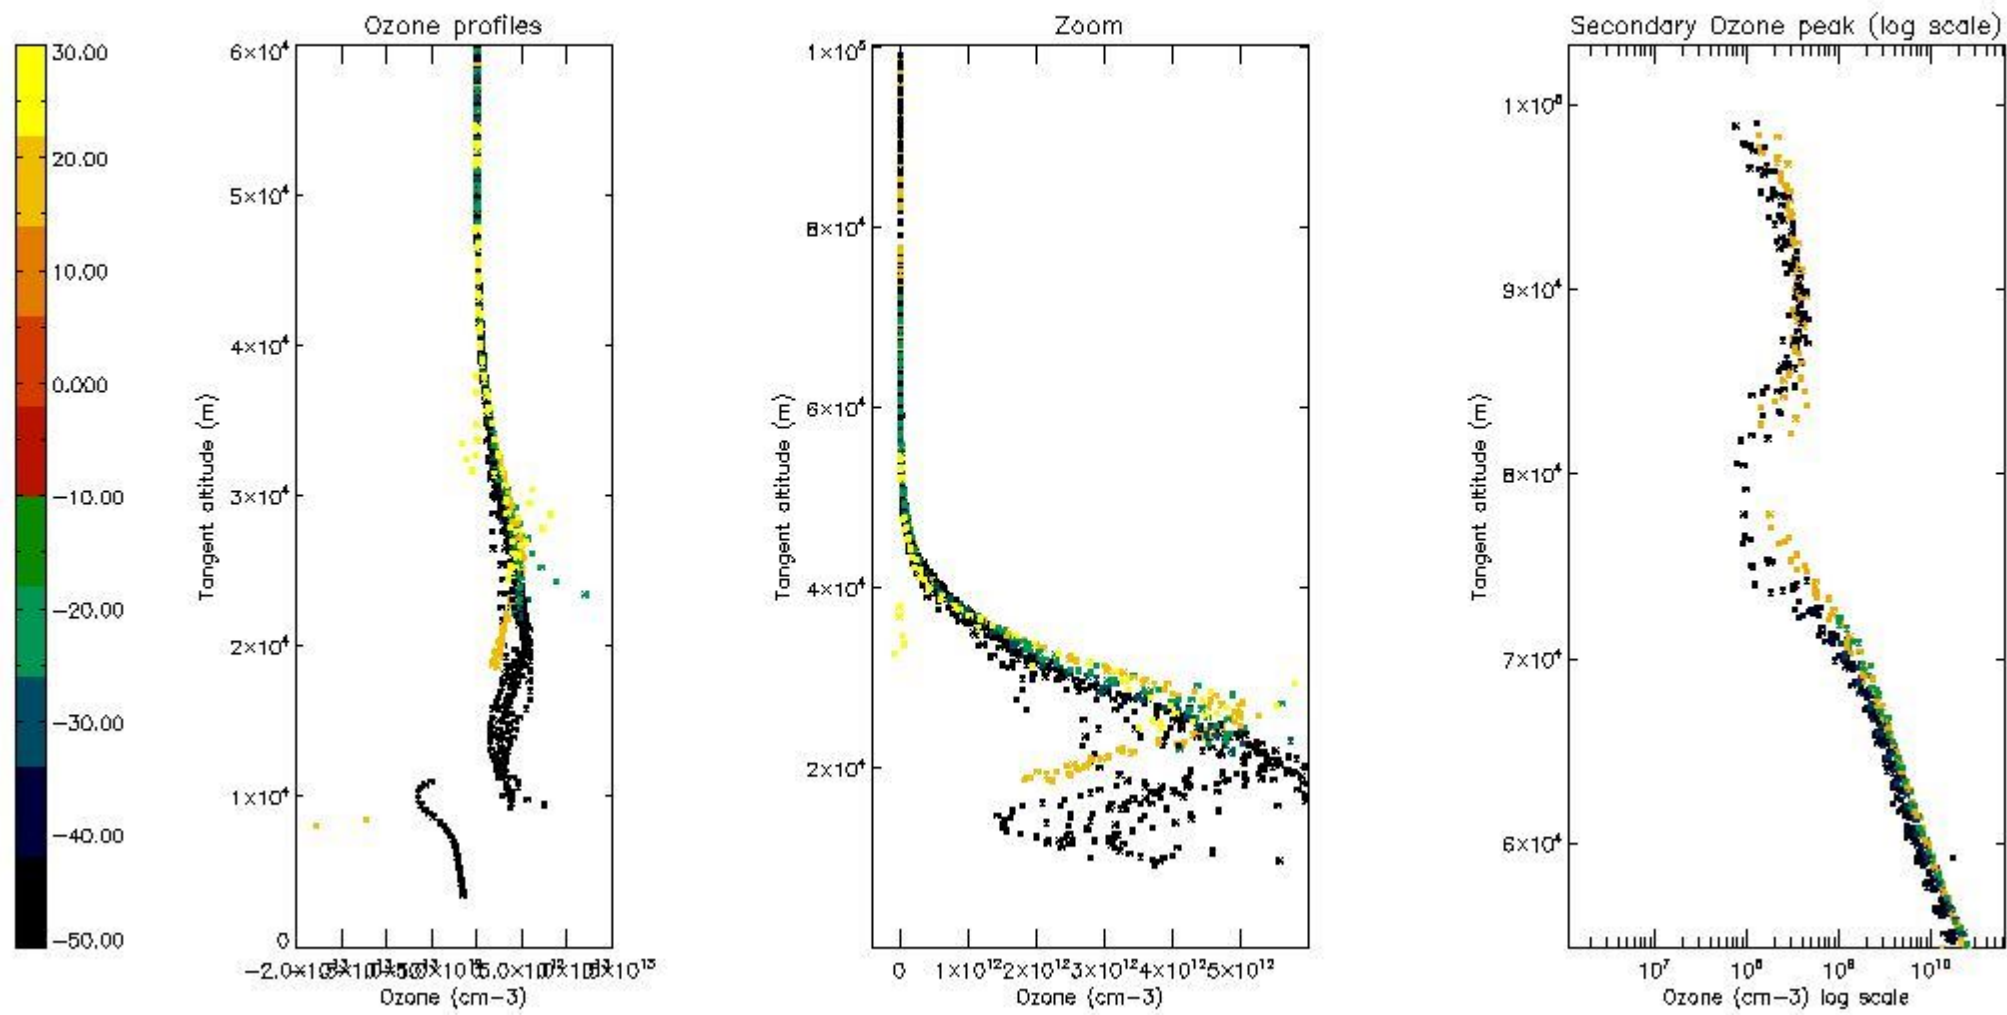 Ozone profiles
Zoom
Secondary Ozone peak (log scale)
30.00
20.00
10.00
0.000
-10.00
-20.00
-30.00
-40.00
-50.00
6×10⁴
5×10⁴
4×10⁴
3×10⁴
2×10⁴
1×10⁴
0
Tangent altitude (m)
Ozone (cm-3)
1×10⁵
8×10⁴
6×10⁴
4×10⁴
2×10⁴
Tangent altitude (m)
0 1×10¹² 2×10¹² 3×10¹² 4×10¹² 5×10¹²
Ozone (cm-3)
9×10⁴
8×10⁴
7×10⁴
6×10⁴
Tangent altitude (m)
10⁷ 10⁸ 10⁹ 10¹⁰
Ozone (cm-3) log scale